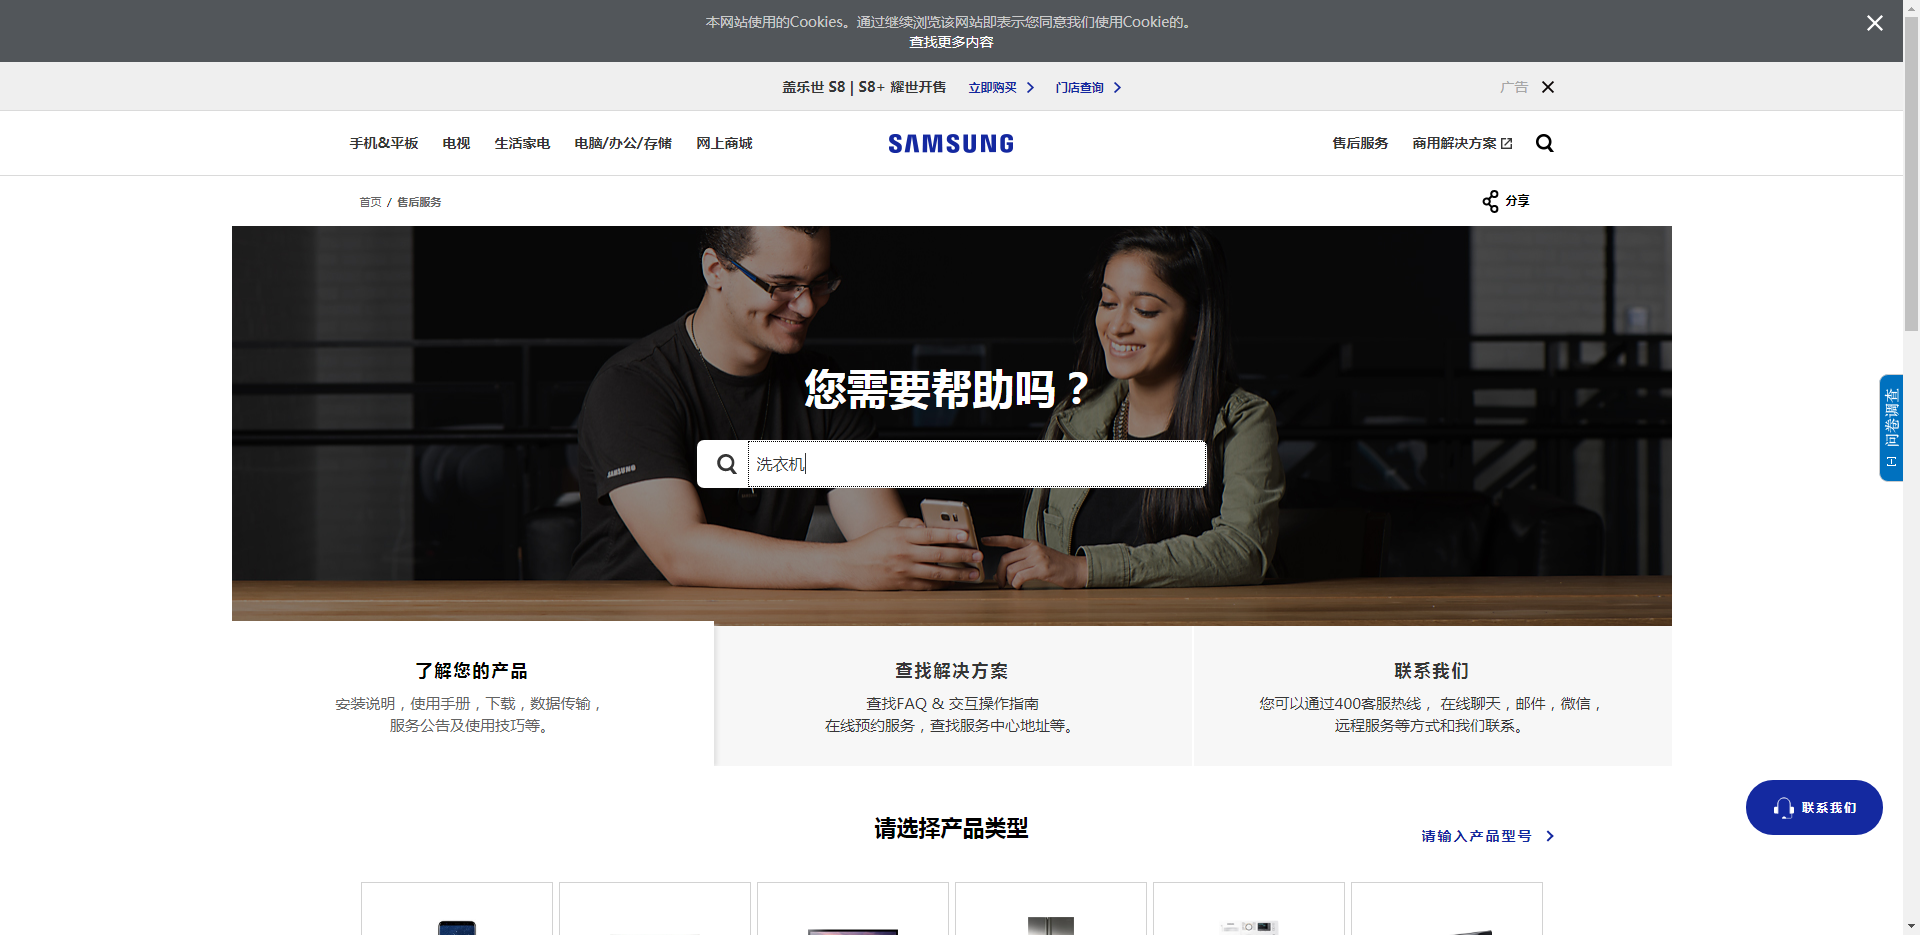 本网站使用的Cookies。通过继续浏览该网站即表示您同意我们使用Cookie的。
查找更多内容
盖乐世 S8 | S8+ 耀世开售 立即购买 门店查询 广告
手机&平板 电视 生活家电 电脑/办公/存储 网上商城 SAMSUNG 售后服务 商用解决方案
首页 / 售后服务 分享
您需要帮助吗？
洗衣机
SAMSUNG
问卷调查 [-]
了解您的产品
安装说明，使用手册，下载，数据传输，
服务公告及使用技巧等。
查找解决方案
查找FAQ & 交互操作指南
在线预约服务，查找服务中心地址等。
联系我们
您可以通过400客服热线， 在线聊天，邮件，微信，
远程服务等方式和我们联系。
联系我们
请选择产品类型
请输入产品型号